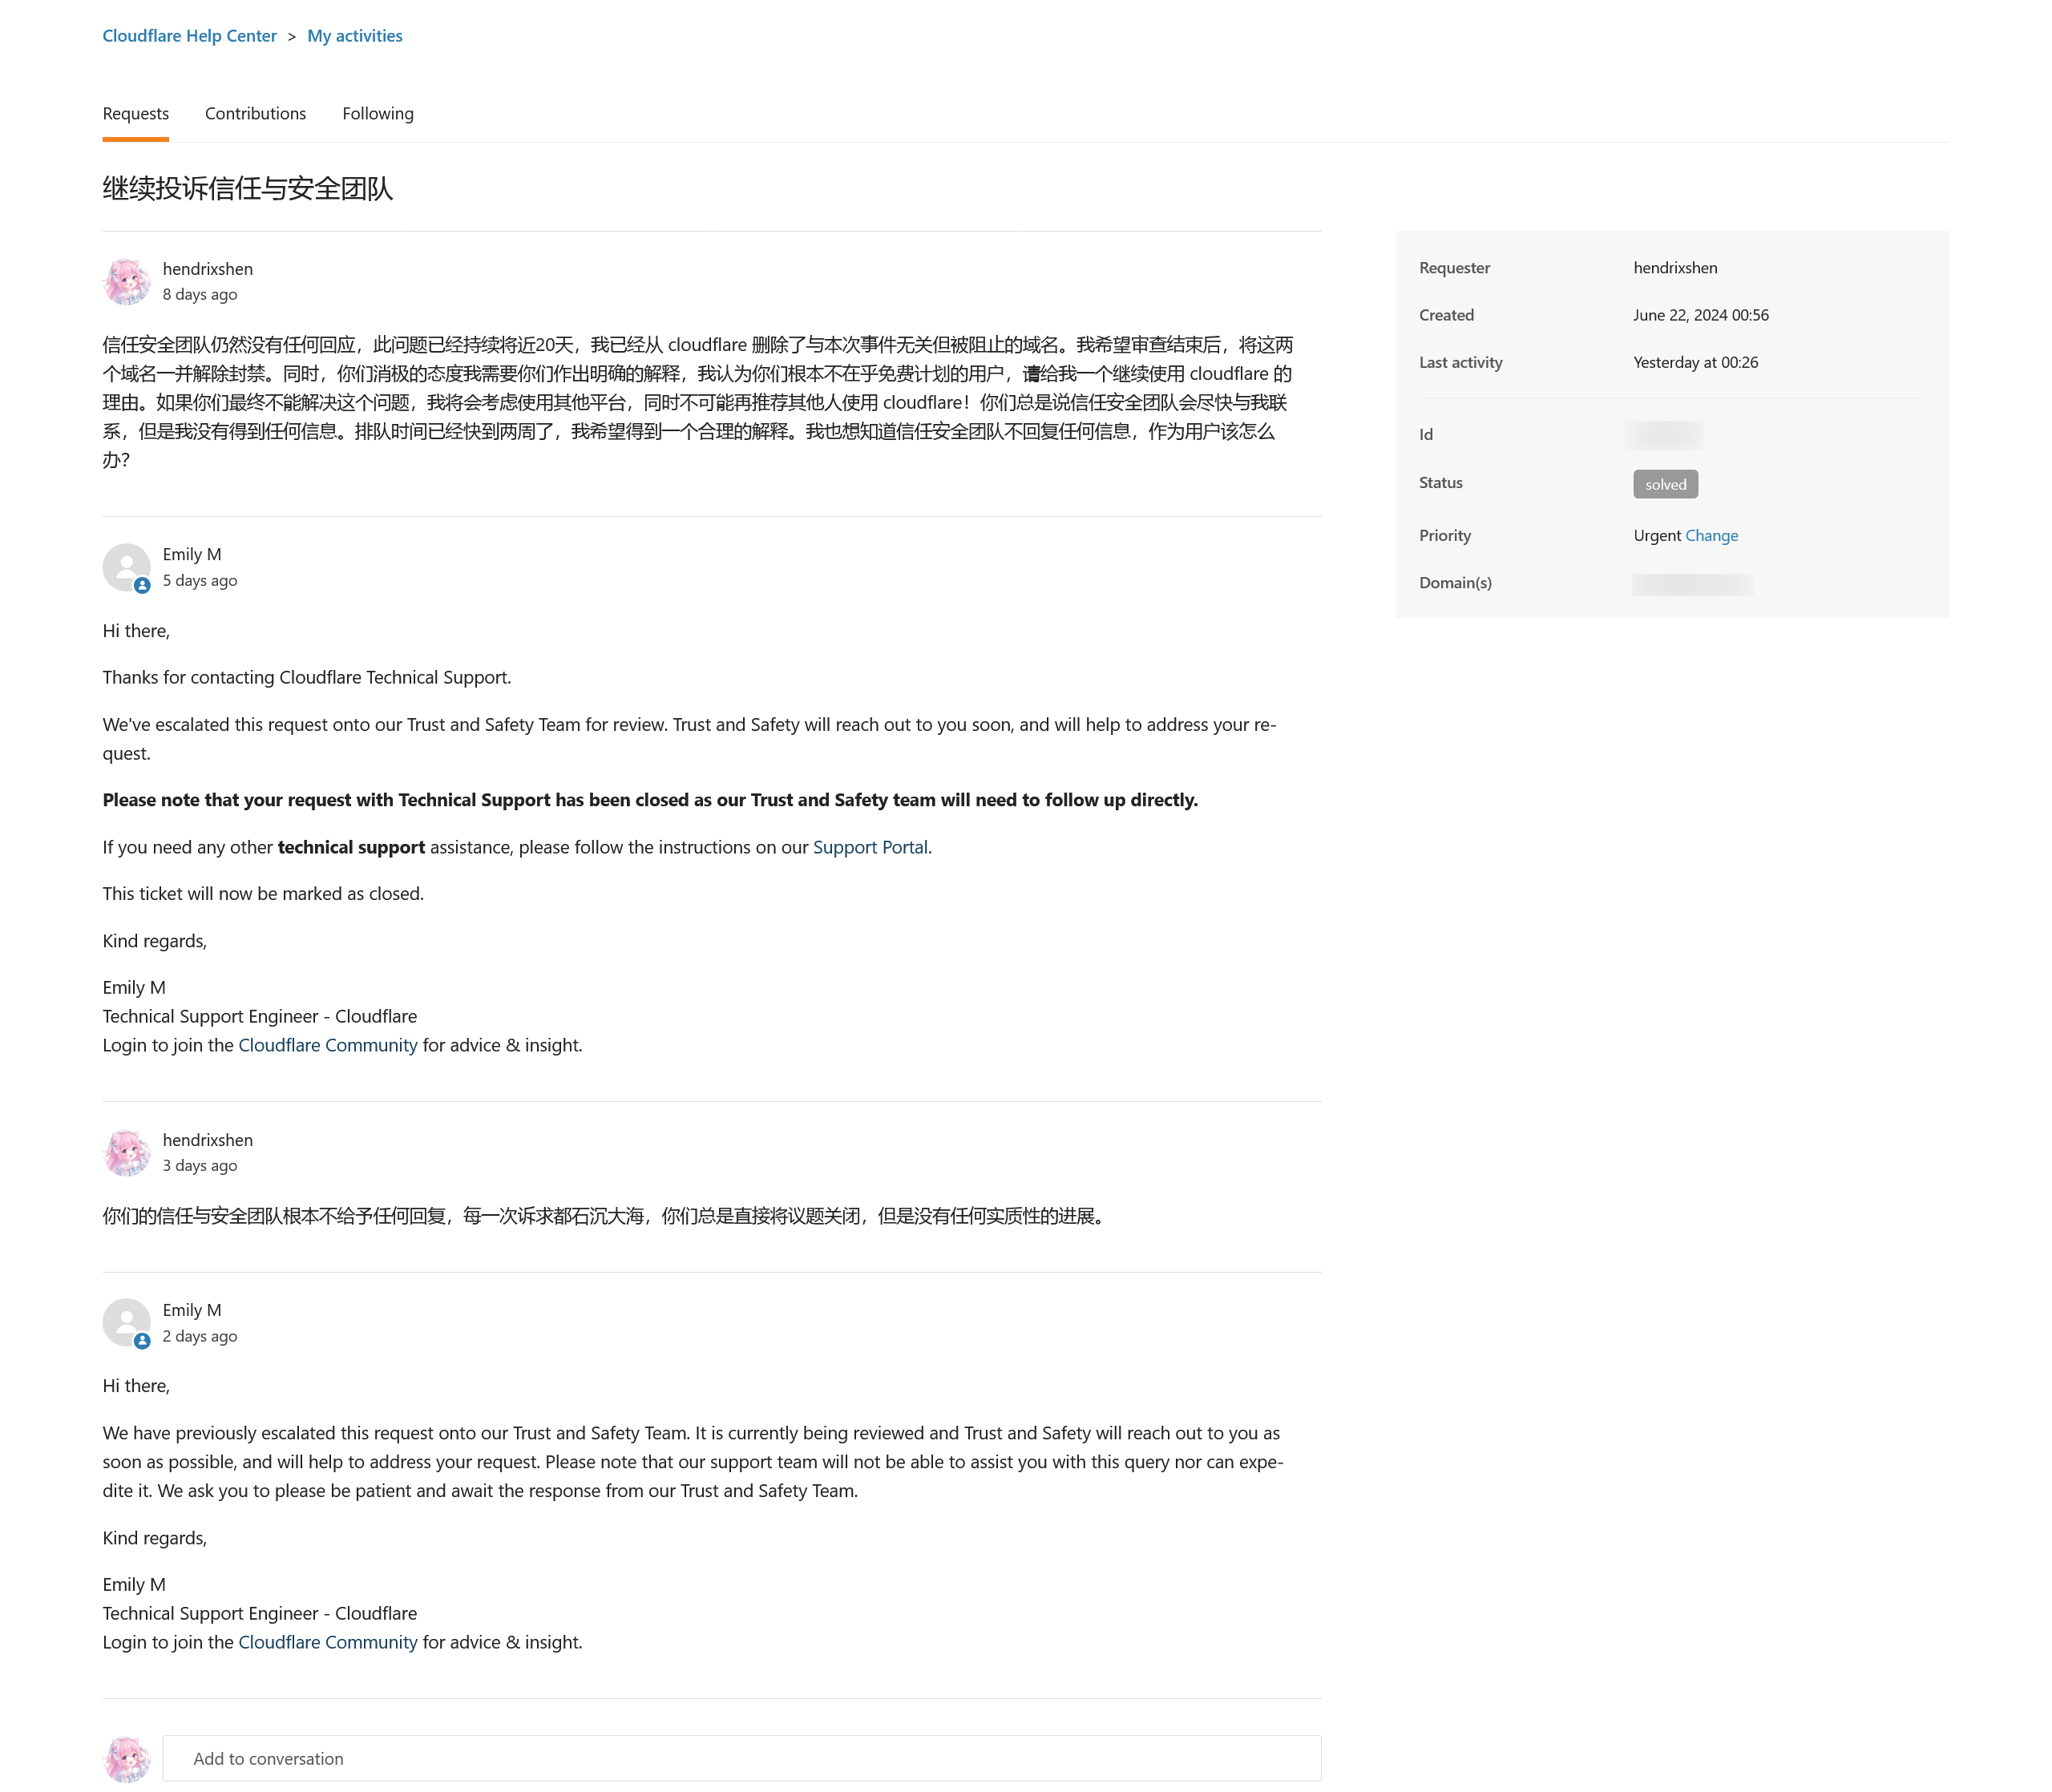 Cloudflare Help Center > My activities
Requests Contributions Following
继续投诉信任与安全团队
hendrixshen
8 days ago
信任安全团队仍然没有任何回应，此问题已经持续将近20天，我已经从 cloudflare 删除了与本次事件无关但被阻止的域名。我希望审查结束后，将这两
个域名一并解除封禁。同时，你们消极的态度我需要你们作出明确的解释，我认为你们根本不在乎免费计划的用户，请给我一个继续使用 cloudflare 的
理由。如果你们最终不能解决这个问题，我将会考虑使用其他平台，同时不可能再推荐其他人使用 cloudflare！你们总是说信任安全团队会尽快与我联
系，但是我没有得到任何信息。排队时间已经快到两周了，我希望得到一个合理的解释。我也想知道信任安全团队不回复任何信息，作为用户该怎么
办？
Emily M
5 days ago
Hi there,
Thanks for contacting Cloudflare Technical Support.
We've escalated this request onto our Trust and Safety Team for review. Trust and Safety will reach out to you soon, and will help to address your re-
quest.
Please note that your request with Technical Support has been closed as our Trust and Safety team will need to follow up directly.
If you need any other technical support assistance, please follow the instructions on our Support Portal.
This ticket will now be marked as closed.
Kind regards,
Emily M
Technical Support Engineer - Cloudflare
Login to join the Cloudflare Community for advice & insight.
hendrixshen
3 days ago
你们的信任与安全团队根本不给予任何回复，每一次诉求都石沉大海，你们总是直接将议题关闭，但是没有任何实质性的进展。
Emily M
2 days ago
Hi there,
We have previously escalated this request onto our Trust and Safety Team. It is currently being reviewed and Trust and Safety will reach out to you as
soon as possible, and will help to address your request. Please note that our support team will not be able to assist you with this query nor can expe-
dite it. We ask you to please be patient and await the response from our Trust and Safety Team.
Kind regards,
Emily M
Technical Support Engineer - Cloudflare
Login to join the Cloudflare Community for advice & insight.
Add to conversation
Requester hendrixshen
Created June 22, 2024 00:56
Last activity Yesterday at 00:26
Id
Status solved
Priority Urgent Change
Domain(s)